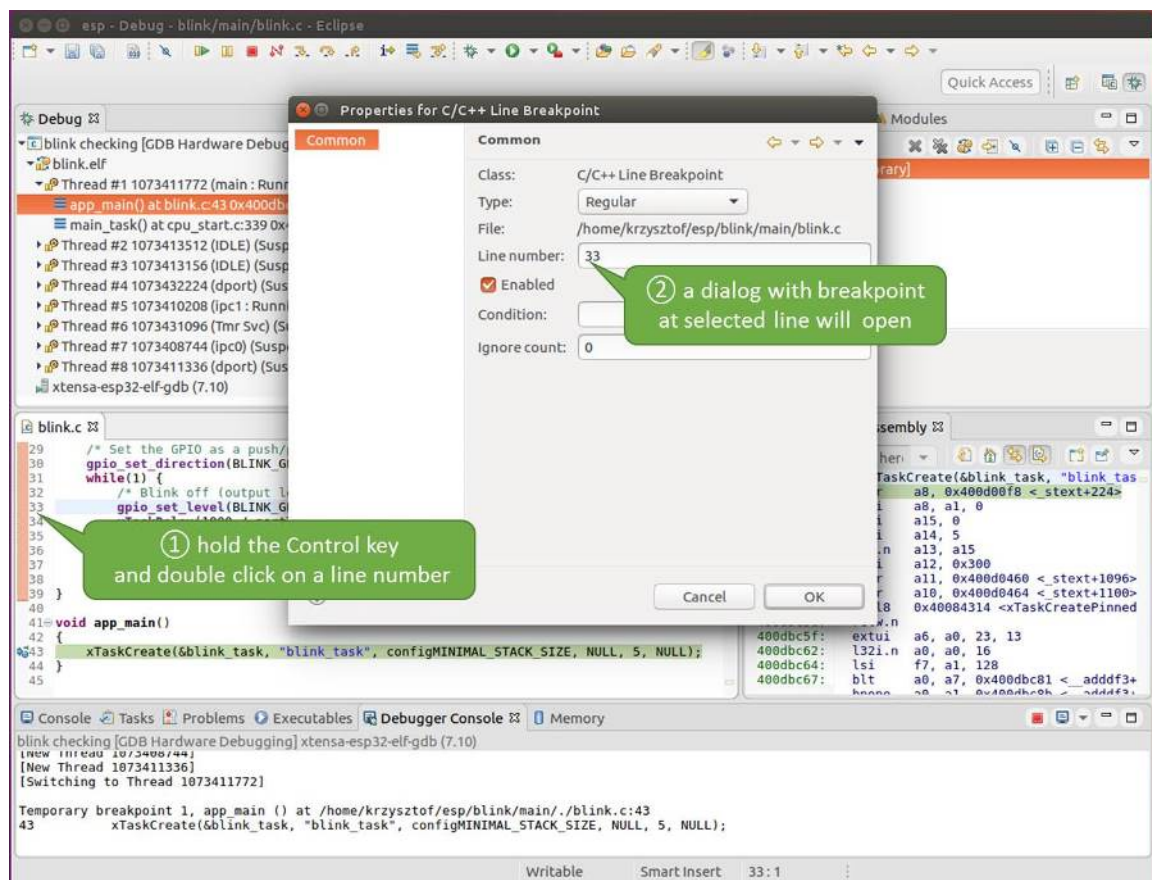 esp - Debug - blink/main/blink.c - Eclipse
Quick Access
Debug
blink checking [GDB Hardware Debug
blink.elf
Thread #1 1073411772 (main : Runn
app_main() at blink.c:43 0x400db
main_task() at cpu_start.c:339 0x4
Thread #2 1073413512 (IDLE) (Susp
Thread #3 1073413156 (IDLE) (Susp
Thread #4 1073432224 (dport) (Sus
Thread #5 1073410208 (ipc1 : Runni
Thread #6 1073431096 (Tmr Svc) (S
Thread #7 1073408744 (ipc0) (Susp
Thread #8 1073411336 (dport) (Sus
xtensa-esp32-elf-gdb (7.10)
Properties for C/C++ Line Breakpoint
Common
Common
Class: C/C++ Line Breakpoint
Type: Regular
File: /home/krzysztof/esp/blink/main/blink.c
Line number: 33
Enabled
Condition:
Ignore count: 0
② a dialog with breakpoint
at selected line will open
Cancel OK
Modules
rary]
blink.c
29 /* Set the GPIO as a push/
30 gpio_set_direction(BLINK_G
31 while(1) {
32 /* Blink off (output l
33 gpio_set_level(BLINK_G
34
35
36
37
38
39 }
40
41 void app_main()
42 {
43 xTaskCreate(&blink_task, "blink_task", configMINIMAL_STACK_SIZE, NULL, 5, NULL);
44 }
45
① hold the Control key
and double click on a line number
sembly
her
TaskCreate(&blink_task, "blink_tas
a8, 0x400d00f8 <_stext+224>
a8, a1, 0
a15, 0
a14, 5
.n a13, a15
a12, 0x300
a11, 0x400d0460 <_stext+1096>
a10, 0x400d0464 <_stext+1100>
l8 0x40084314 <xTaskCreatePinned
400dbc5f: extui a6, a0, 23, 13
400dbc62: l32i.n a0, a0, 16
400dbc64: lsi f7, a1, 128
400dbc67: blt a0, a7, 0x400dbc81 <__adddf3+
Console Tasks Problems Executables Debugger Console Memory
blink checking [GDB Hardware Debugging] xtensa-esp32-elf-gdb (7.10)
[New Thread 1073408744]
[New Thread 1073411336]
[Switching to Thread 1073411772]
Temporary breakpoint 1, app_main () at /home/krzysztof/esp/blink/main/./blink.c:43
43 xTaskCreate(&blink_task, "blink_task", configMINIMAL_STACK_SIZE, NULL, 5, NULL);
Writable Smart Insert 33 : 1